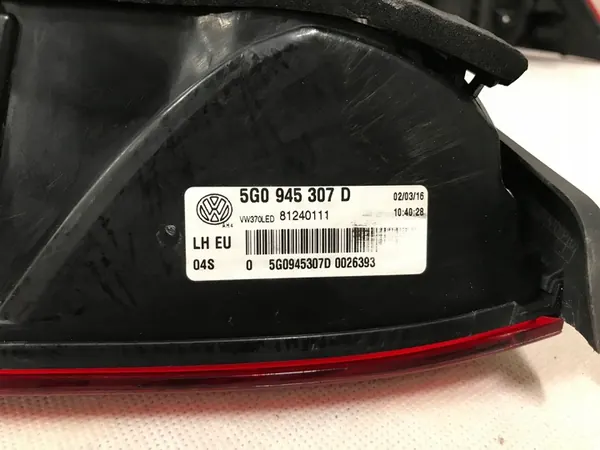 5G0 945 307 D 02/03/16
VW370LED 81240111 10:40:28
LH EU
04S 0 5G0945307D 0026393